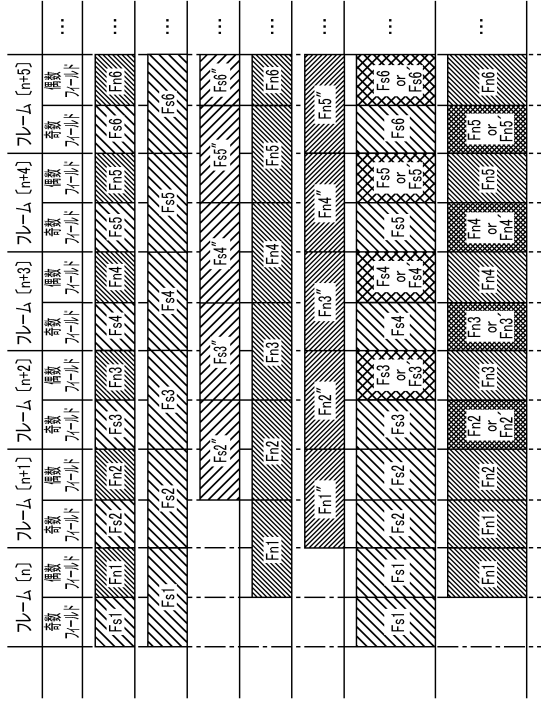 フレーム〔n〕 フレーム〔n+1〕 フレーム〔n+2〕 フレーム〔n+3〕 フレーム〔n+4〕 フレーム〔n+5〕 …
奇数 偶数 奇数 偶数 奇数 偶数 奇数 偶数 奇数 偶数 奇数 偶数 …
フィールド フィールド フィールド フィールド フィールド フィールド フィールド フィールド フィールド フィールド フィールド フィールド
Fs1 Fn1 Fs2 Fn2 Fs3 Fn3 Fs4 Fn4 Fs5 Fn5 Fs6 Fn6 …
Fs1 Fs2 Fs3 Fs4 Fs5 Fs6 …
Fs2″ Fs3″ Fs4″ Fs5″ Fs6″ …
Fn1 Fn2 Fn3 Fn4 Fn5 Fn6 …
Fn1″ Fn2″ Fn3″ Fn4″ Fn5″ …
Fs1 Fs1 Fs2 Fs2 Fs3 Fs3 Fs4 Fs4 Fs5 Fs5 Fs6 Fs6 …
or or or or
Fs3′ Fs4′ Fs5′ Fs6′
Fn1 Fn1 Fn2 Fn2 Fn3 Fn3 Fn4 Fn4 Fn5 Fn5 Fn6 …
or or or or
Fn2′ Fn3′ Fn4′ Fn5′